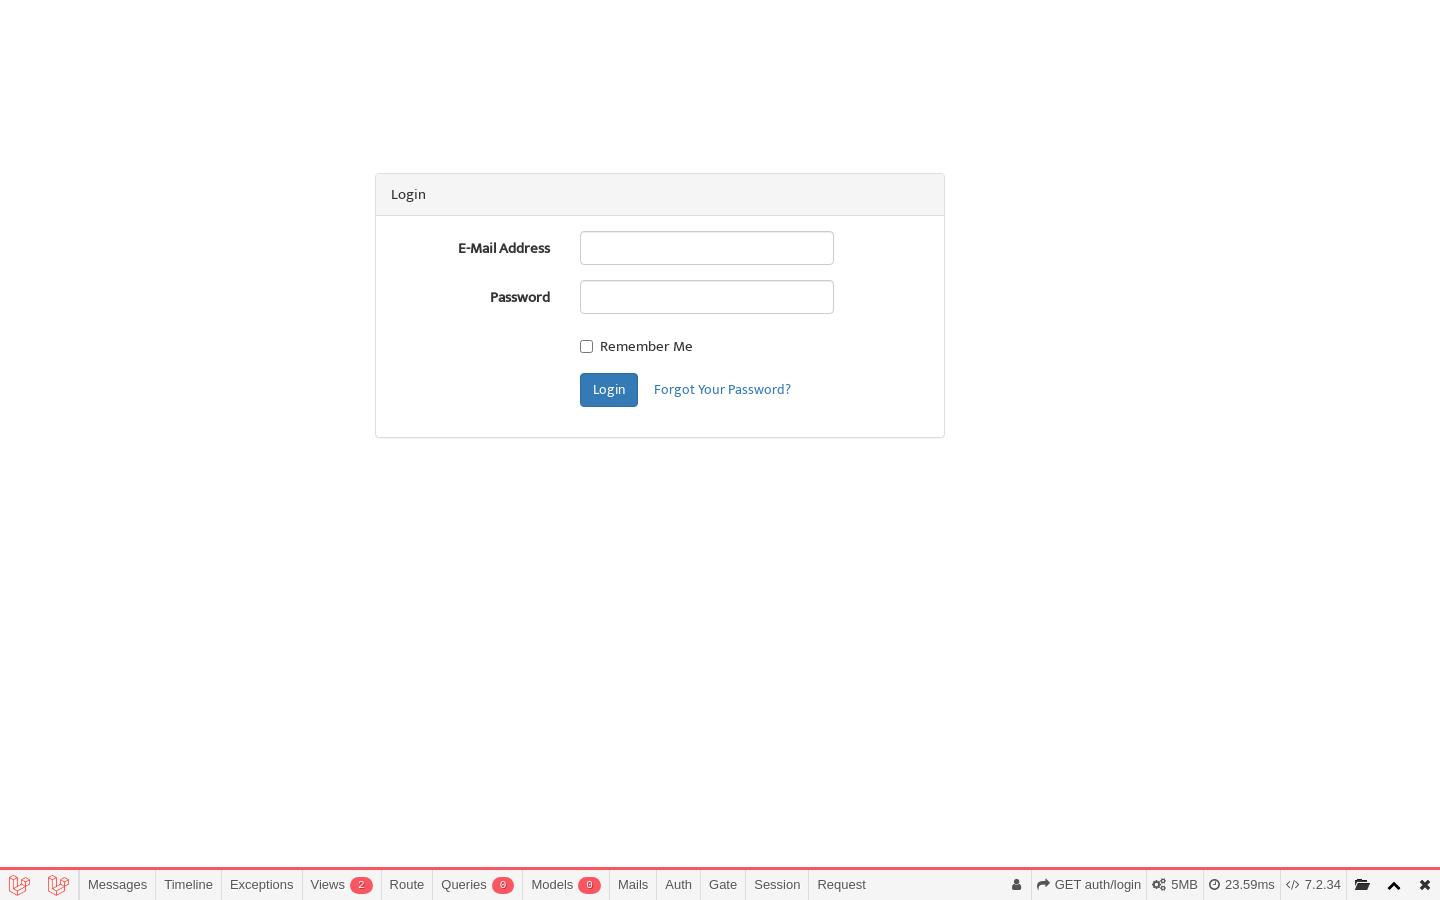 Login
E-Mail Address
Password
Remember Me
Login Forgot Your Password?
Messages Timeline Exceptions Views 2 Route Queries 0 Models 0 Mails Auth Gate Session Request GET auth/login 5MB 23.59ms 7.2.34